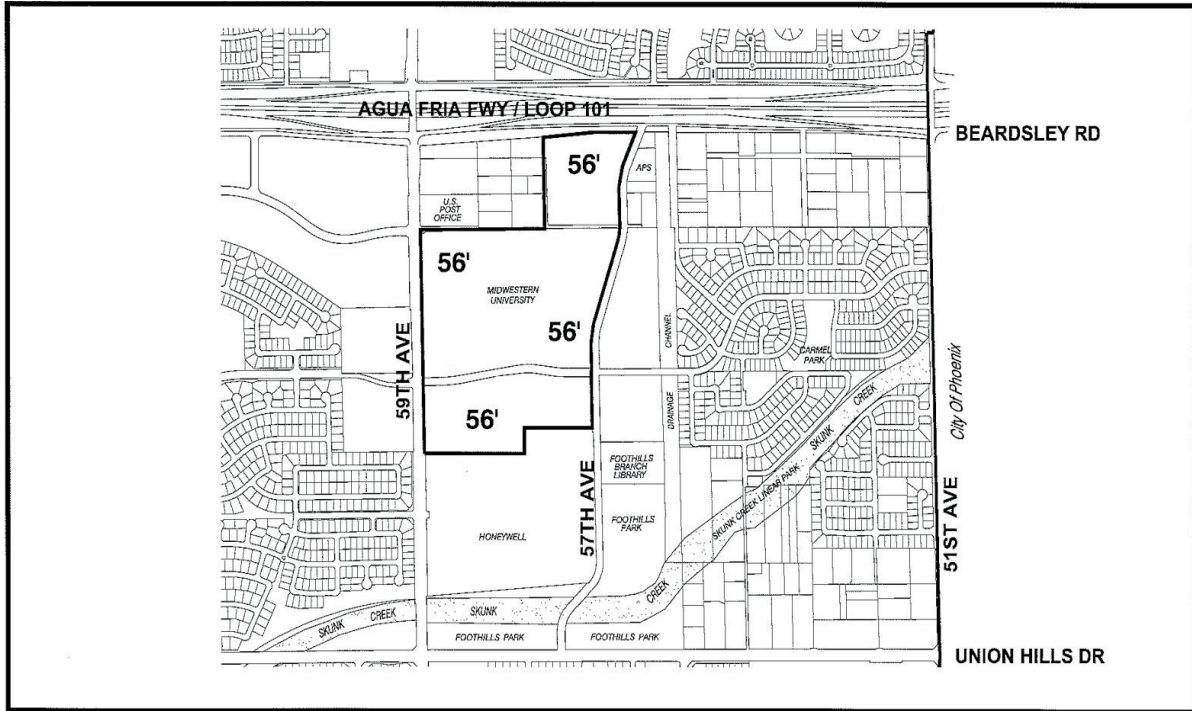 AGUA FRIA FWY / LOOP 101
BEARDSLEY RD
56'
APS
U.S.
POST
OFFICE
56'
MIDWESTERN
UNIVERSITY
56'
CHANNEL
59TH AVE
CARMEL
PARK
City Of Phoenix
56'
DRAINAGE
CREEK
SKUNK
FOOTHILLS
BRANCH
LIBRARY
SKUNK CREEK LINEAR PARK
57TH AVE
FOOTHILLS
PARK
51ST AVE
HONEYWELL
CREEK
SKUNK
SKUNK
CREEK
FOOTHILLS PARK
FOOTHILLS PARK
UNION HILLS DR